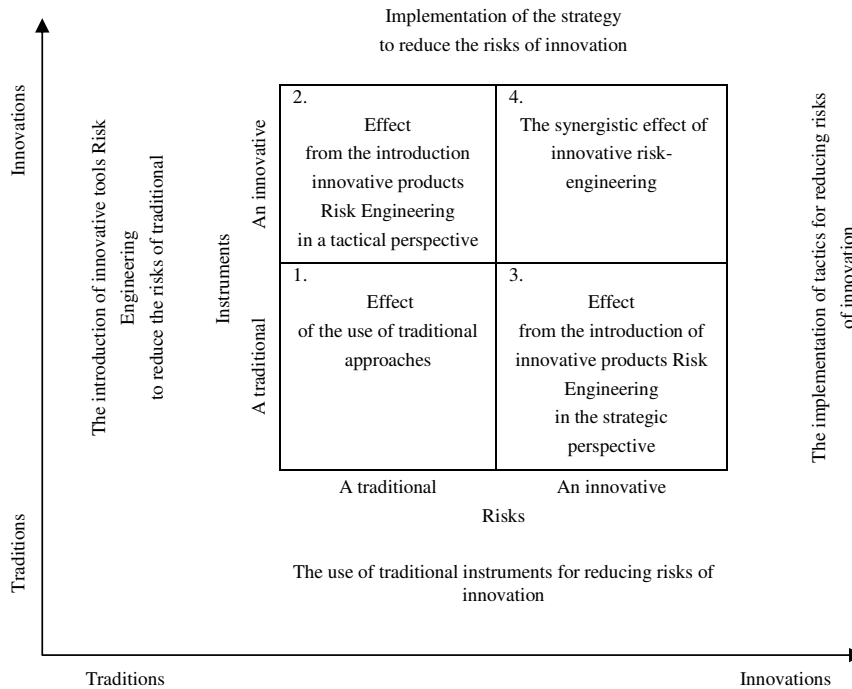 Implementation of the strategy
to reduce the risks of innovation
Innovations
The introduction of innovative tools Risk
Engineering
to reduce the risks of traditional
Instruments
An innovative
A traditional
2.
Effect
from the introduction
innovative products
Risk Engineering
in a tactical perspective
4.
The synergistic effect of
innovative risk-
engineering
1.
Effect
of the use of traditional
approaches
3.
Effect
from the introduction of
innovative products Risk
Engineering
in the strategic
perspective
The implementation of tactics for reducing risks
of innovation
A traditional
An innovative
Risks
Traditions
The use of traditional instruments for reducing risks of
innovation
Traditions
Innovations